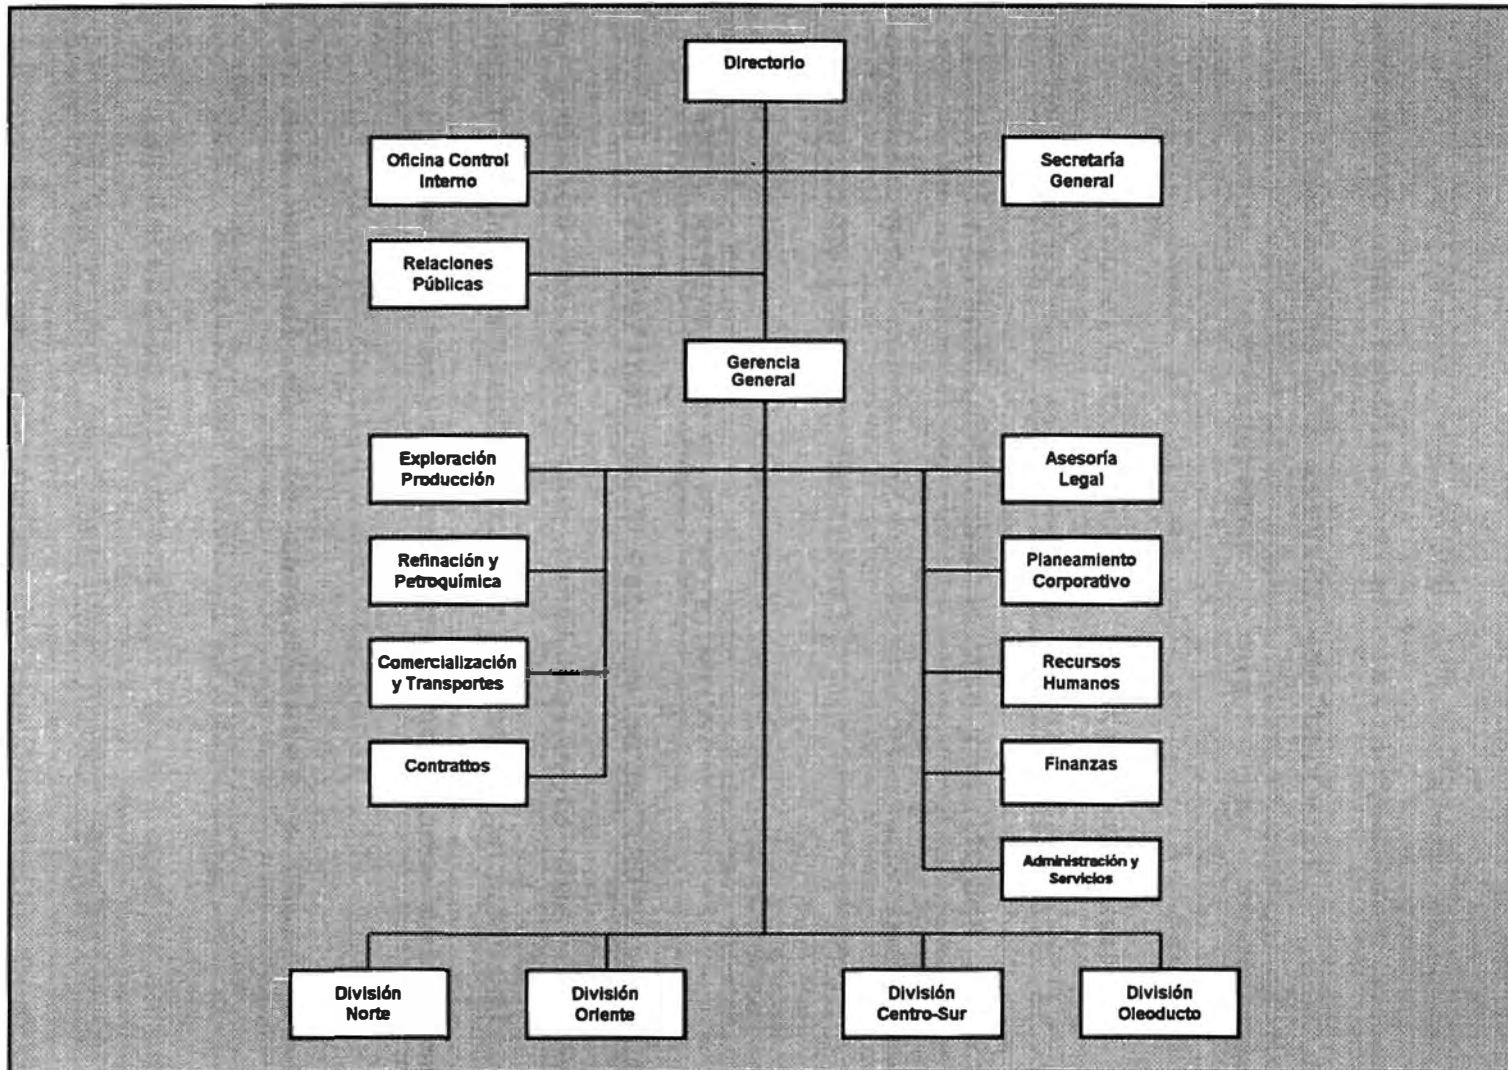 Directorio
Oficina Control
Interno
Secretaría
General
Relaciones
Públicas
Gerencia
General
Exploración
Producción
Asesoría
Legal
Refinación y
Petroquímica
Planeamiento
Corporativo
Comercialización
y Transportes
Recursos
Humanos
Contrattos
Finanzas
Administración y
Servicios
División
Norte
División
Oriente
División
Centro-Sur
División
Oleoducto